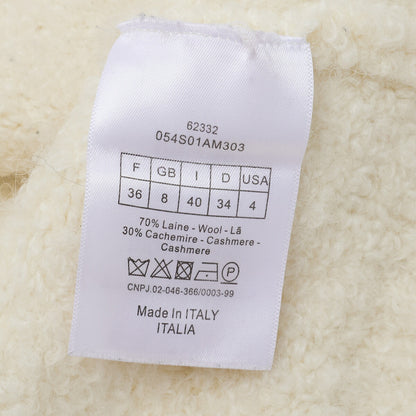 62332
054S01AM303
F GB I D USA
36 8 40 34 4
70% Laine - Wool - Lã
30% Cachemire - Cashmere -
Cashmere
P
CNPJ.02-046-366/0003-99
Made In ITALY
ITALIA